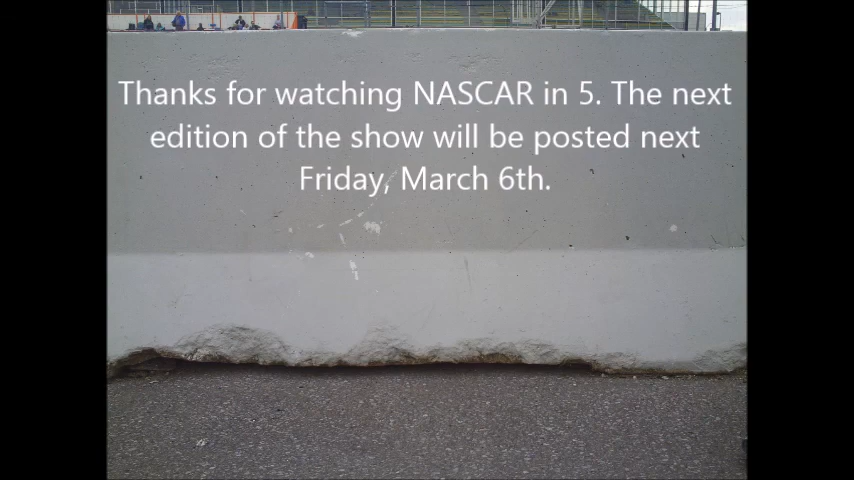 Thanks for watching NASCAR in 5. The next
edition of the show will be posted next
Friday, March 6th.